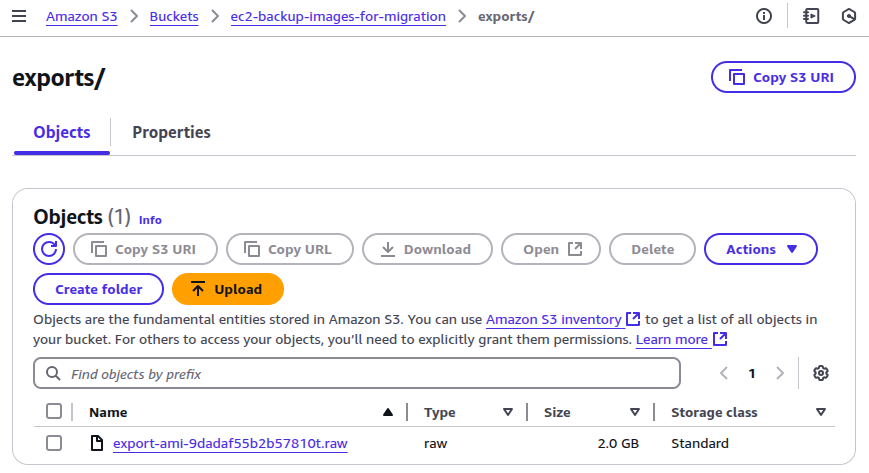 Amazon S3 > Buckets > ec2-backup-images-for-migration > exports/
exports/
Copy S3 URI
Objects Properties
Objects (1) Info
Copy S3 URI Copy URL Download Open Delete Actions
Create folder Upload
Objects are the fundamental entities stored in Amazon S3. You can use Amazon S3 inventory to get a list of all objects in
your bucket. For others to access your objects, you'll need to explicitly grant them permissions. Learn more
Find objects by prefix
1
Name Type Size Storage class
export-ami-9dadaf55b2b57810t.raw raw 2.0 GB Standard